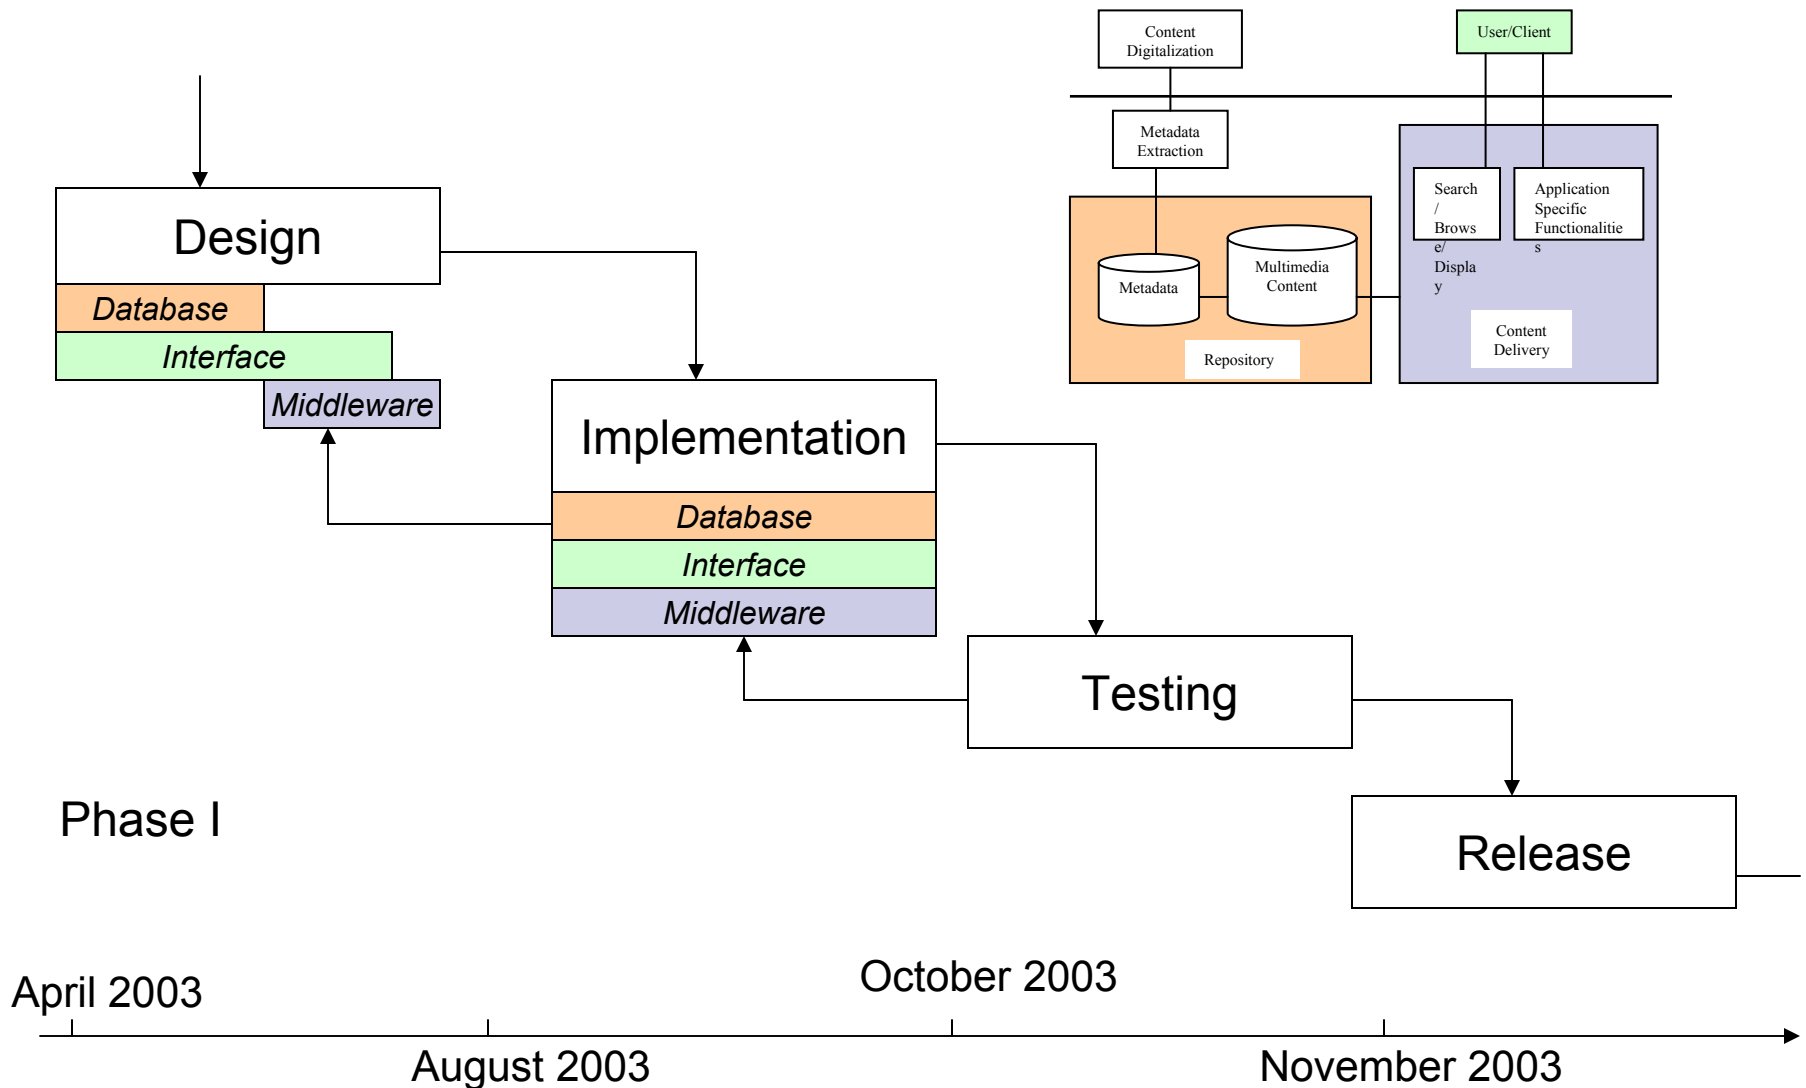 Content
Digitalization
User/Client
Metadata
Extraction
Search
/
Brows
e/
Displa
y
Application
Specific
Functionalitie
s
Metadata
Multimedia
Content
Repository
Content
Delivery
Design
Database
Interface
Middleware
Implementation
Database
Interface
Middleware
Testing
Release
Phase I
April 2003
August 2003
October 2003
November 2003